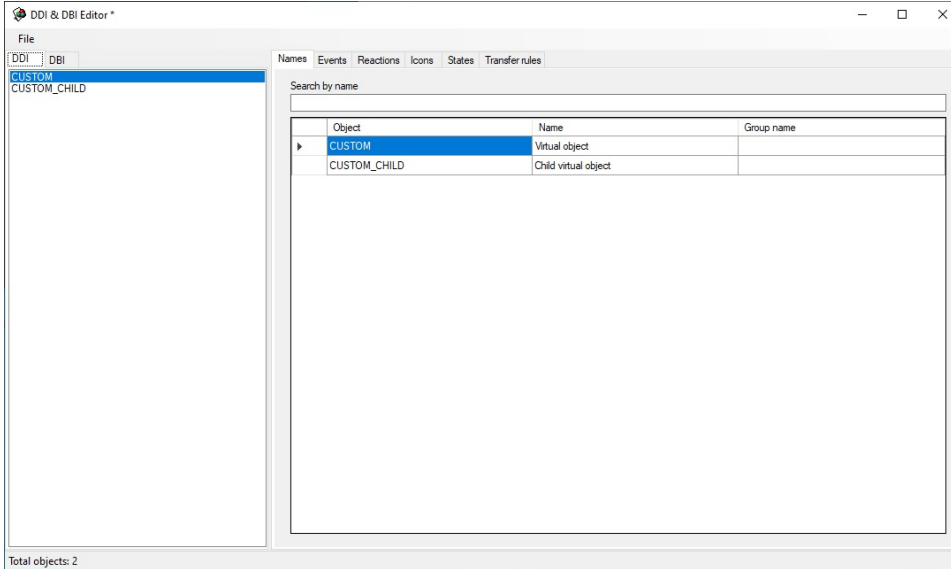 DDI & DBI Editor *
File
DDI DBI
CUSTOM
CUSTOM_CHILD
Names Events Reactions Icons States Transfer rules
Search by name
Object Name Group name
CUSTOM Virtual object
CUSTOM_CHILD Child virtual object
Total objects: 2